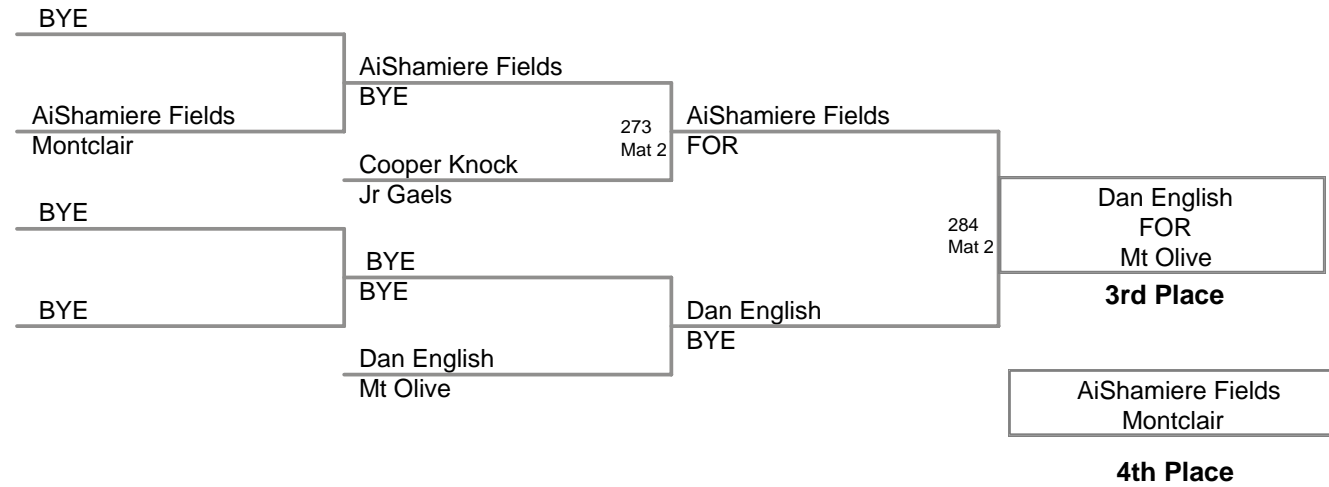 BYE
AiShamiere Fields
BYE
AiShamiere Fields
Montclair
273
Mat 2
AiShamiere Fields
FOR
Cooper Knock
Jr Gaels
BYE
284
Mat 2
Dan English
FOR
Mt Olive
3rd Place
BYE
BYE
BYE
Dan English
BYE
Dan English
Mt Olive
AiShamiere Fields
Montclair
4th Place